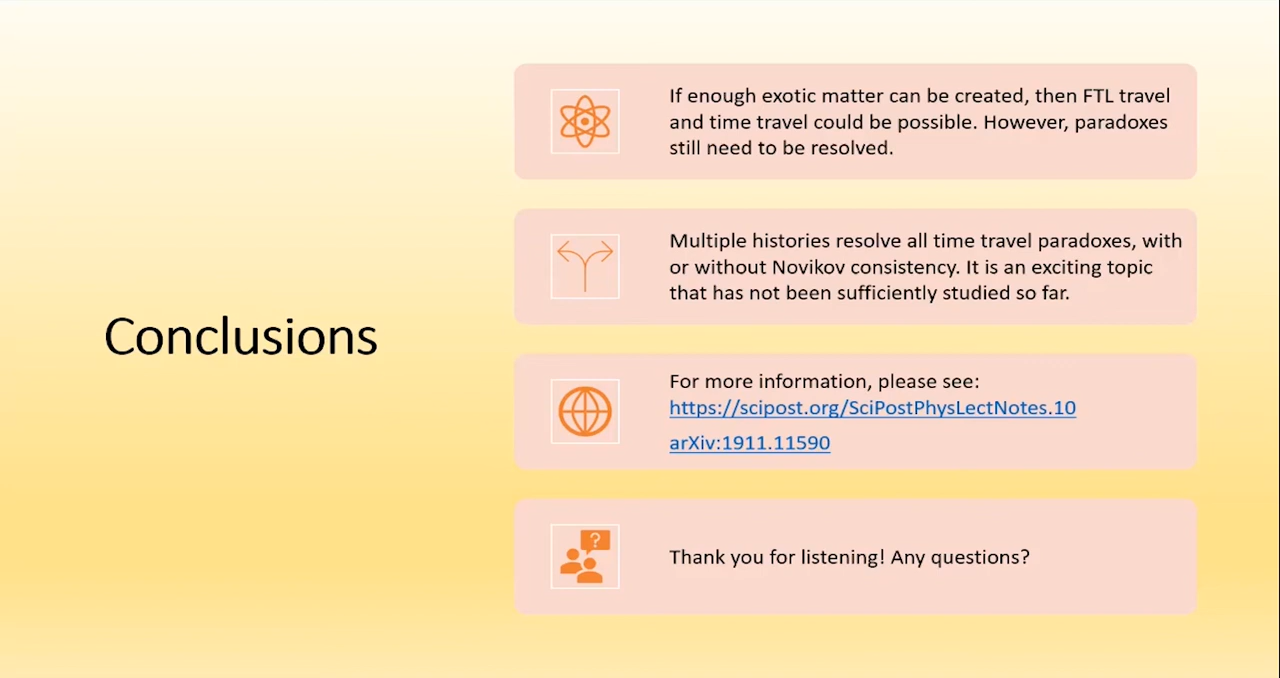 Conclusions
If enough exotic matter can be created, then FTL travel
and time travel could be possible. However, paradoxes
still need to be resolved.
Multiple histories resolve all time travel paradoxes, with
or without Novikov consistency. It is an exciting topic
that has not been sufficiently studied so far.
For more information, please see:
https://scipost.org/SciPostPhysLectNotes.10
arXiv:1911.11590
?
Thank you for listening! Any questions?